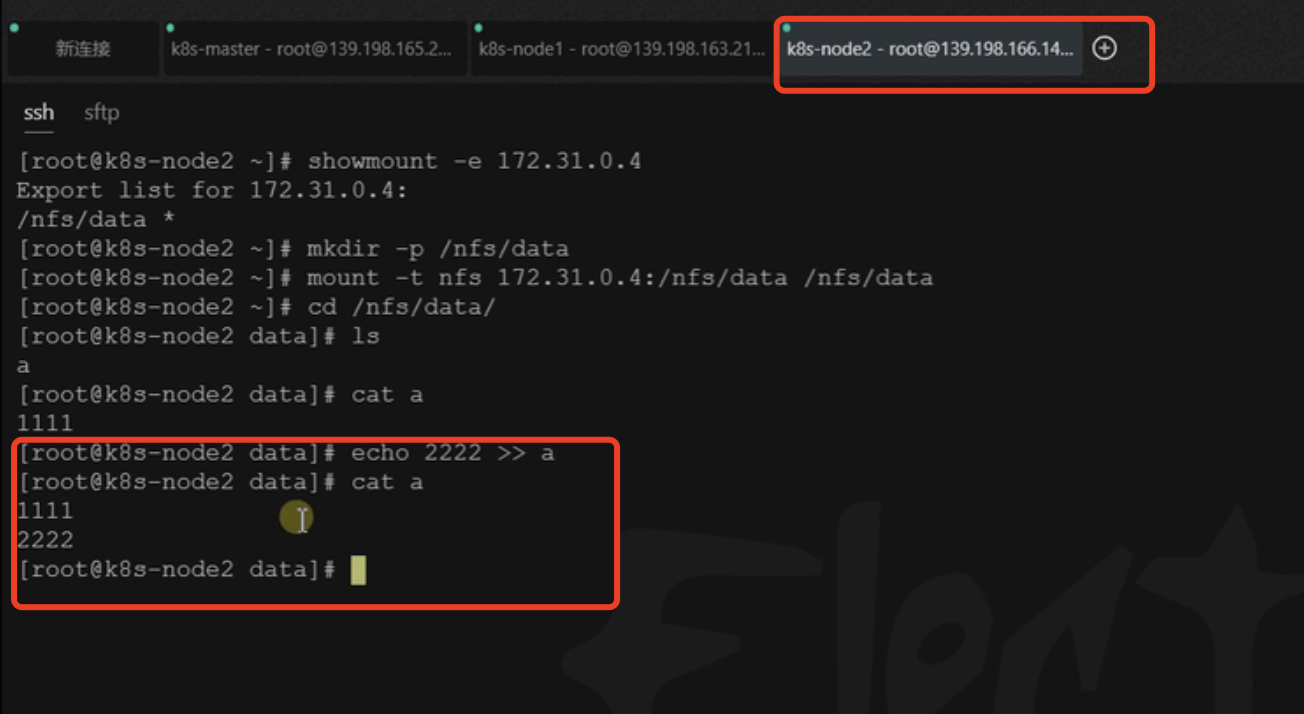 新连接
k8s-master - root@139.198.165.2...
k8s-node1 - root@139.198.163.21...
k8s-node2 - root@139.198.166.14...
ssh
sftp
[root@k8s-node2 ~]# showmount -e 172.31.0.4
Export list for 172.31.0.4:
/nfs/data *
[root@k8s-node2 ~]# mkdir -p /nfs/data
[root@k8s-node2 ~]# mount -t nfs 172.31.0.4:/nfs/data /nfs/data
[root@k8s-node2 ~]# cd /nfs/data/
[root@k8s-node2 data]# ls
a
[root@k8s-node2 data]# cat a
1111
[root@k8s-node2 data]# echo 2222 >> a
[root@k8s-node2 data]# cat a
1111
2222
[root@k8s-node2 data]#